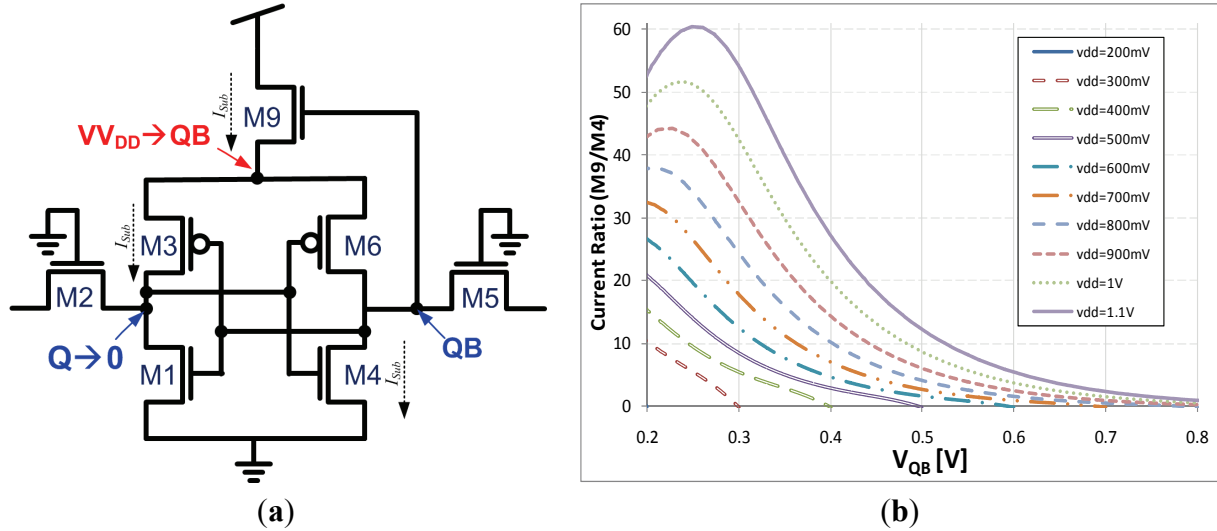 I_Sub
M9
VV_DD→QB
I_Sub
M3
M6
M2
M5
Q→0
QB
M1
M4
I_Sub
(a)
Current Ratio (M9/M4)
60
50
40
30
20
10
0
0.2 0.3 0.4 0.5 0.6 0.7 0.8
V_QB [V]
vdd=200mV
vdd=300mV
vdd=400mV
vdd=500mV
vdd=600mV
vdd=700mV
vdd=800mV
vdd=900mV
vdd=1V
vdd=1.1V
(b)